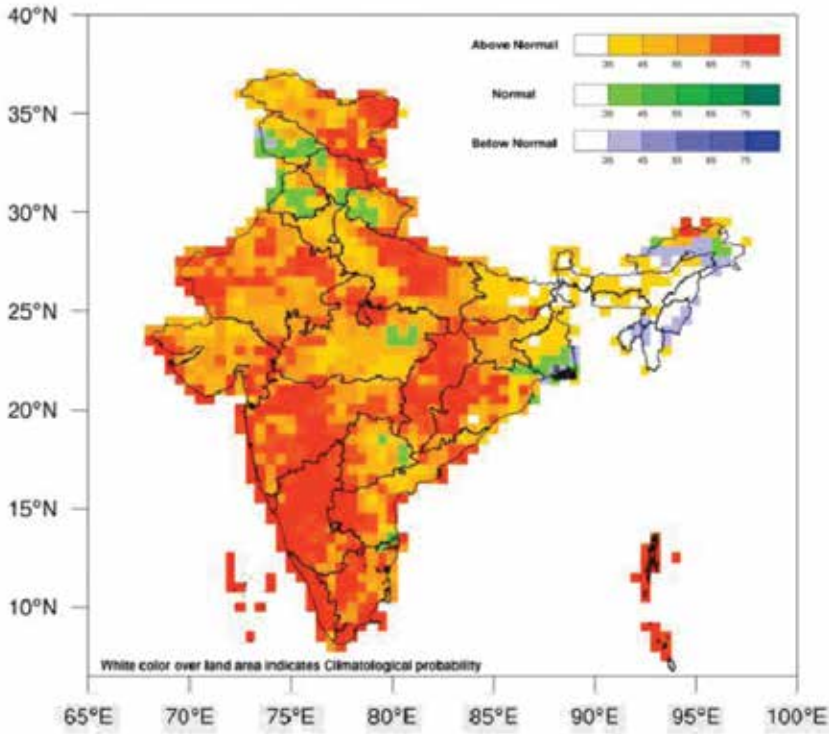 40°N
35°N
30°N
25°N
20°N
15°N
10°N
Above Normal
35 45 55 65 75
Normal
35 45 55 65 75
Below Normal
35 45 55 65 75
White color over land area indicates Climatological probability
65°E 70°E 75°E 80°E 85°E 90°E 95°E 100°E